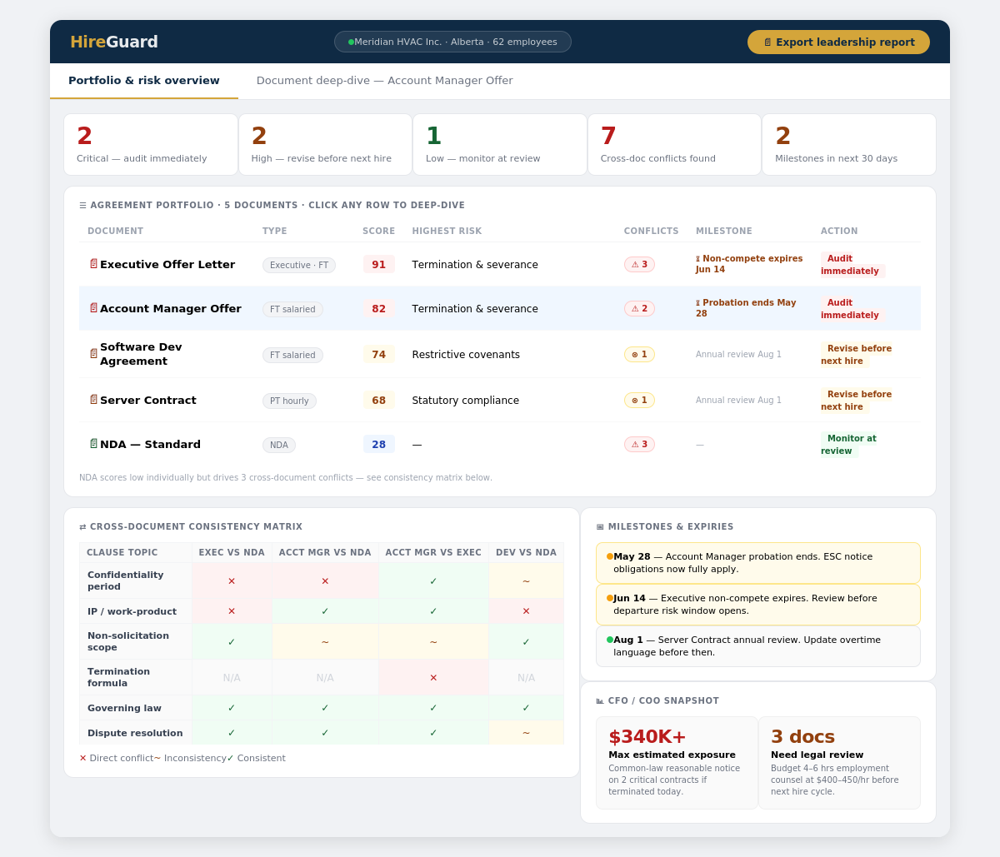 HireGuard
Meridian HVAC Inc. · Alberta · 62 employees
Export leadership report
Portfolio & risk overview
Document deep-dive — Account Manager Offer
2
Critical — audit immediately
2
High — revise before next hire
1
Low — monitor at review
7
Cross-doc conflicts found
2
Milestones in next 30 days
☰ AGREEMENT PORTFOLIO · 5 DOCUMENTS · CLICK ANY ROW TO DEEP-DIVE
DOCUMENT TYPE SCORE HIGHEST RISK CONFLICTS MILESTONE ACTION
Executive Offer Letter Executive · FT 91 Termination & severance ⚠ 3 Non-compete expires
Jun 14
Audit
immediately
Account Manager Offer FT salaried 82 Termination & severance ⚠ 2 Probation ends May
28
Audit
immediately
Software Dev
Agreement
FT salaried 74 Restrictive covenants ⊗ 1 Annual review Aug 1
Revise before
next hire
Server Contract PT hourly 68 Statutory compliance ⊗ 1 Annual review Aug 1
Revise before
next hire
NDA — Standard NDA 28 — ⚠ 3 —
Monitor at
review
NDA scores low individually but drives 3 cross-document conflicts — see consistency matrix below.
⇄ CROSS-DOCUMENT CONSISTENCY MATRIX
CLAUSE TOPIC EXEC VS NDA ACCT MGR VS NDA ACCT MGR VS EXEC DEV VS NDA
Confidentiality
period
✕ ✕ ✓ ~
IP / work-product ✕ ✓ ✓ ✕
Non-solicitation
scope
✓ ~ ~ ✓
Termination
formula
N/A N/A ✕ N/A
Governing law ✓ ✓ ✓ ✓
Dispute resolution ✓ ✓ ✓ ~
✕ Direct conflict~ Inconsistency✓ Consistent
MILESTONES & EXPIRIES
May 28 — Account Manager probation ends. ESC notice
obligations now fully apply.
Jun 14 — Executive non-compete expires. Review before
departure risk window opens.
Aug 1 — Server Contract annual review. Update overtime
language before then.
CFO / COO SNAPSHOT
$340K+
Max estimated exposure
Common-law reasonable notice
on 2 critical contracts if
terminated today.
3 docs
Need legal review
Budget 4–6 hrs employment
counsel at $400–450/hr before
next hire cycle.